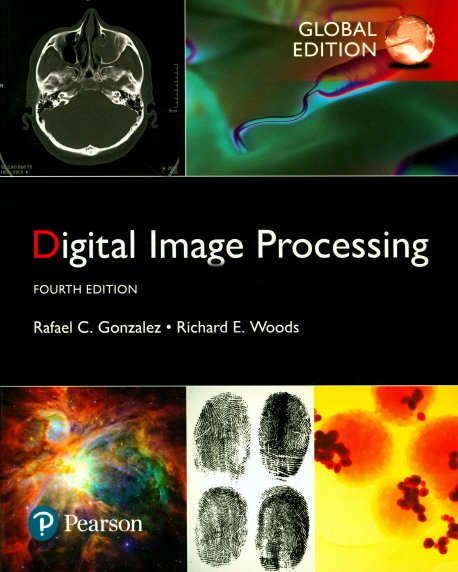 GLOBAL
EDITION
Digital Image Processing
FOURTH EDITION
Rafael C. Gonzalez • Richard E. Woods
P Pearson